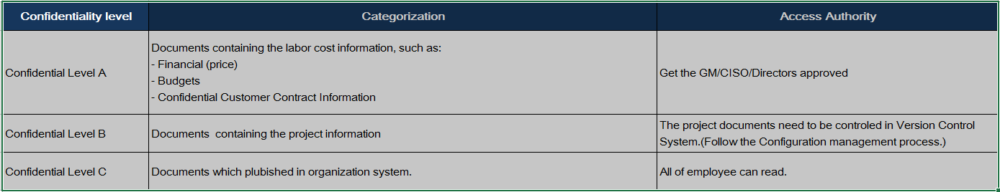 Confidentiality level
Categorization
Access Authority
Confidential Level A
Documents containing the labor cost information, such as:
- Financial (price)
- Budgets
- Confidential Customer Contract Information
Get the GM/CISO/Directors approved
Confidential Level B
Documents  containing the project information
The project documents need to be controled in Version Control
System.(Follow the Configuration management process.)
Confidential Level C
Documents which plubished in organization system.
All of employee can read.